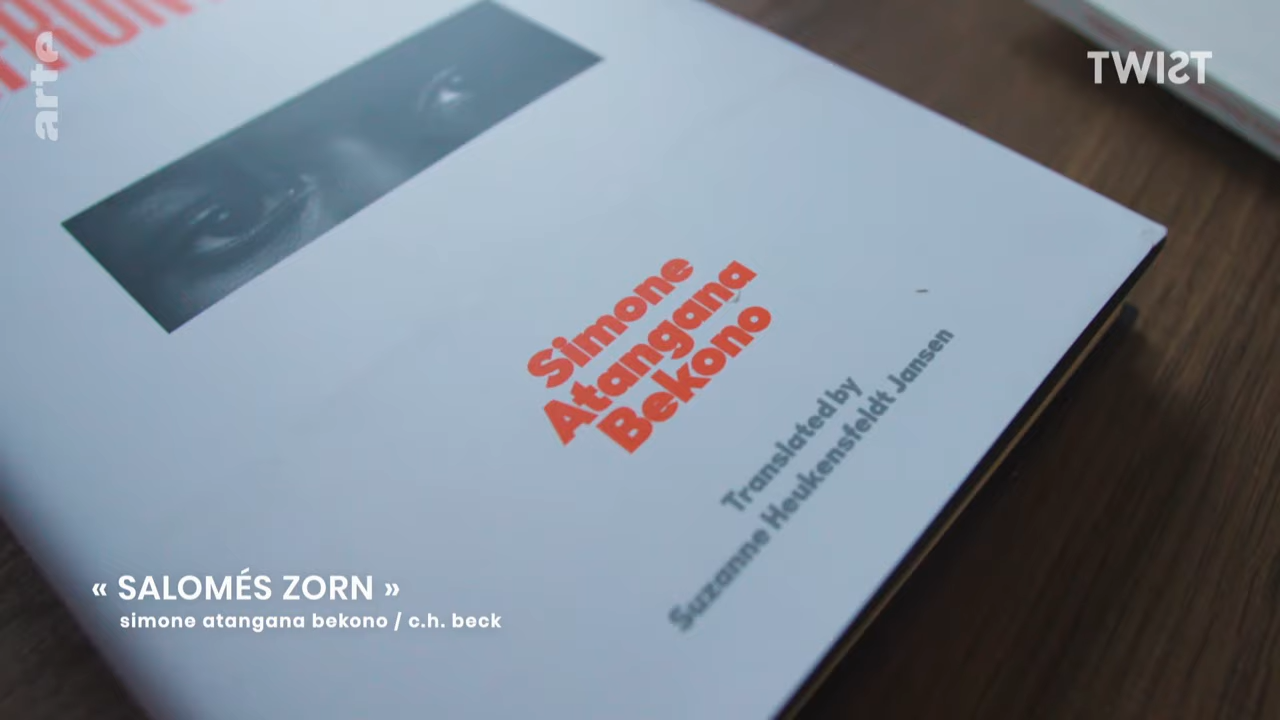 arte
TWIST
Simone
Atangana
Bekono
Translated by
Suzanne Heukensfeldt Jansen
« SALOMÉS ZORN »
simone atangana bekono / c.h. beck